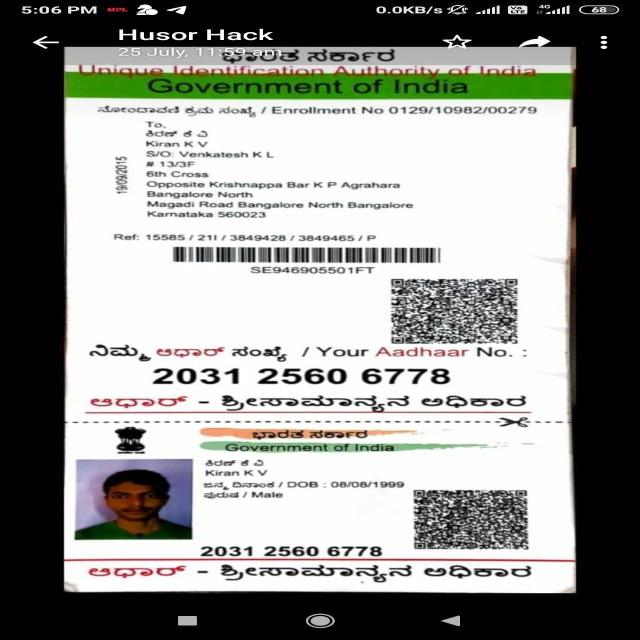 5:06 PM MPL 0.0KB/s Vo LTE 4G 68
Husor Hack
25 July, 11:59 am
ಭಾರತ ಸರ್ಕಾರ
Unique Identification Authority of India
Government of India
ನೋಂದಾವಣಿ ಕ್ರಮ ಸಂಖ್ಯೆ / Enrollment No 0129/10982/00279
19/09/2015
To,
ಕಿರಣ್ ಕೆ ವಿ
Kiran K V
S/O: Venkatesh K L
# 13/3F
6th Cross
Opposite Krishnappa Bar K P Agrahara
Bangalore North
Magadi Road Bangalore North Bangalore
Karnataka 560023
Ref: 15585 / 21I / 3849428 / 3849465 / P
SE946905501FT
ನಿಮ್ಮ ಆಧಾರ್ ಸಂಖ್ಯೆ / Your Aadhaar No. :
2031 2560 6778
ಆಧಾರ್ - ಶ್ರೀಸಾಮಾನ್ಯನ ಅಧಿಕಾರ
ಭಾರತ ಸರ್ಕಾರ
Government of India
ಕಿರಣ್ ಕೆ ವಿ
Kiran K V
ಜನ್ಮ ದಿನಾಂಕ / DOB : 08/08/1999
ಪುರುಷ / Male
2031 2560 6778
ಆಧಾರ್ - ಶ್ರೀಸಾಮಾನ್ಯನ ಅಧಿಕಾರ